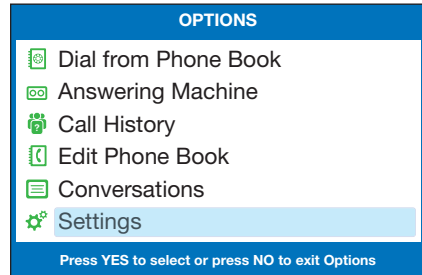 OPTIONS
Dial from Phone Book
Answering Machine
Call History
Edit Phone Book
Conversations
Settings
Press YES to select or press NO to exit Options